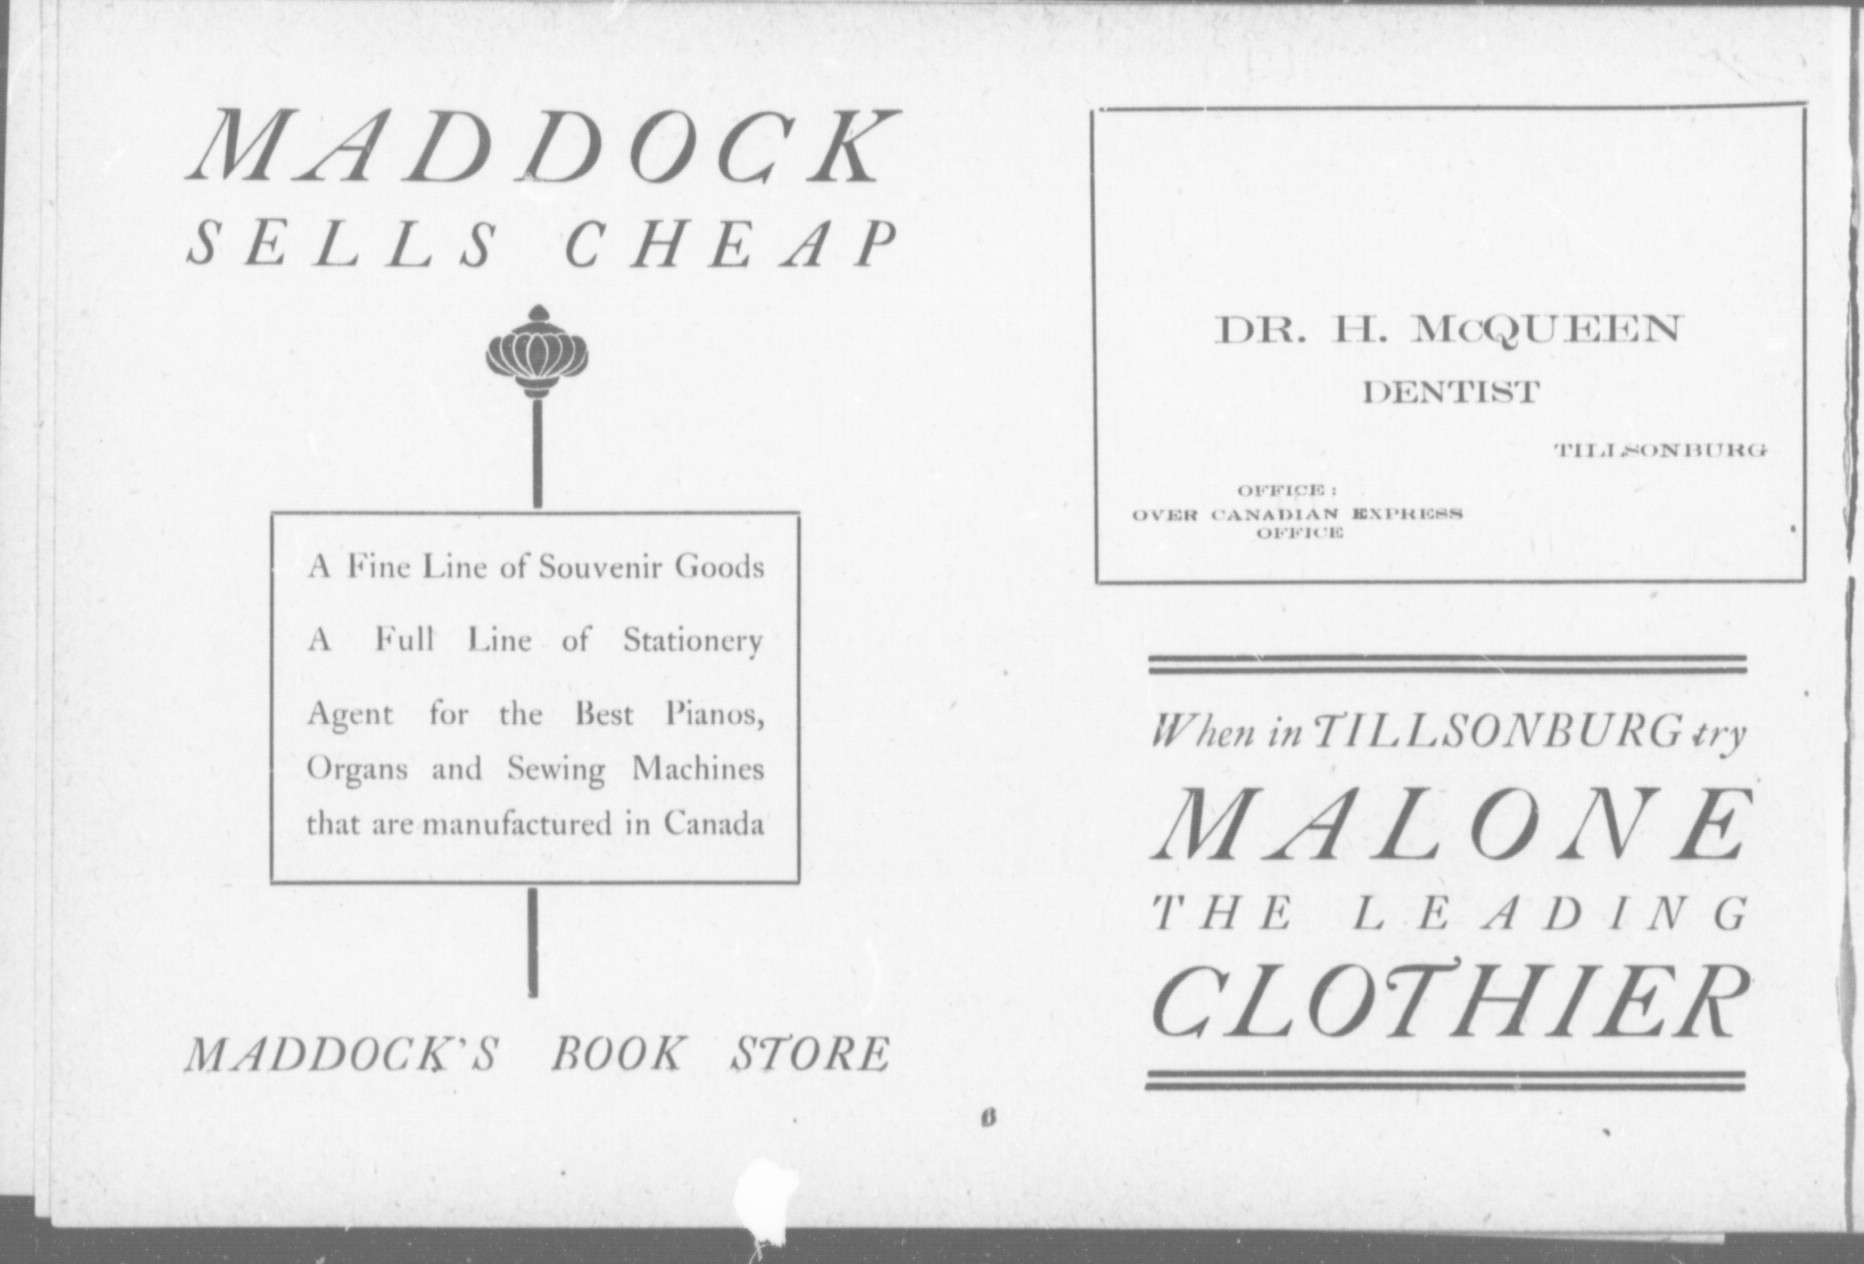 MADDOCK
SELLS CHEAP
A Fine Line of Souvenir Goods
A Full Line of Stationery
Agent for the Best Pianos,
Organs and Sewing Machines
that are manufactured in Canada
MADDOCK'S BOOK STORE
DR. H. McQUEEN
DENTIST
TILLSONBURG
OFFICE:
OVER CANADIAN EXPRESS
OFFICE
When in TILLSONBURG try
MALONE
THE LEADING
CLOTHIER
6